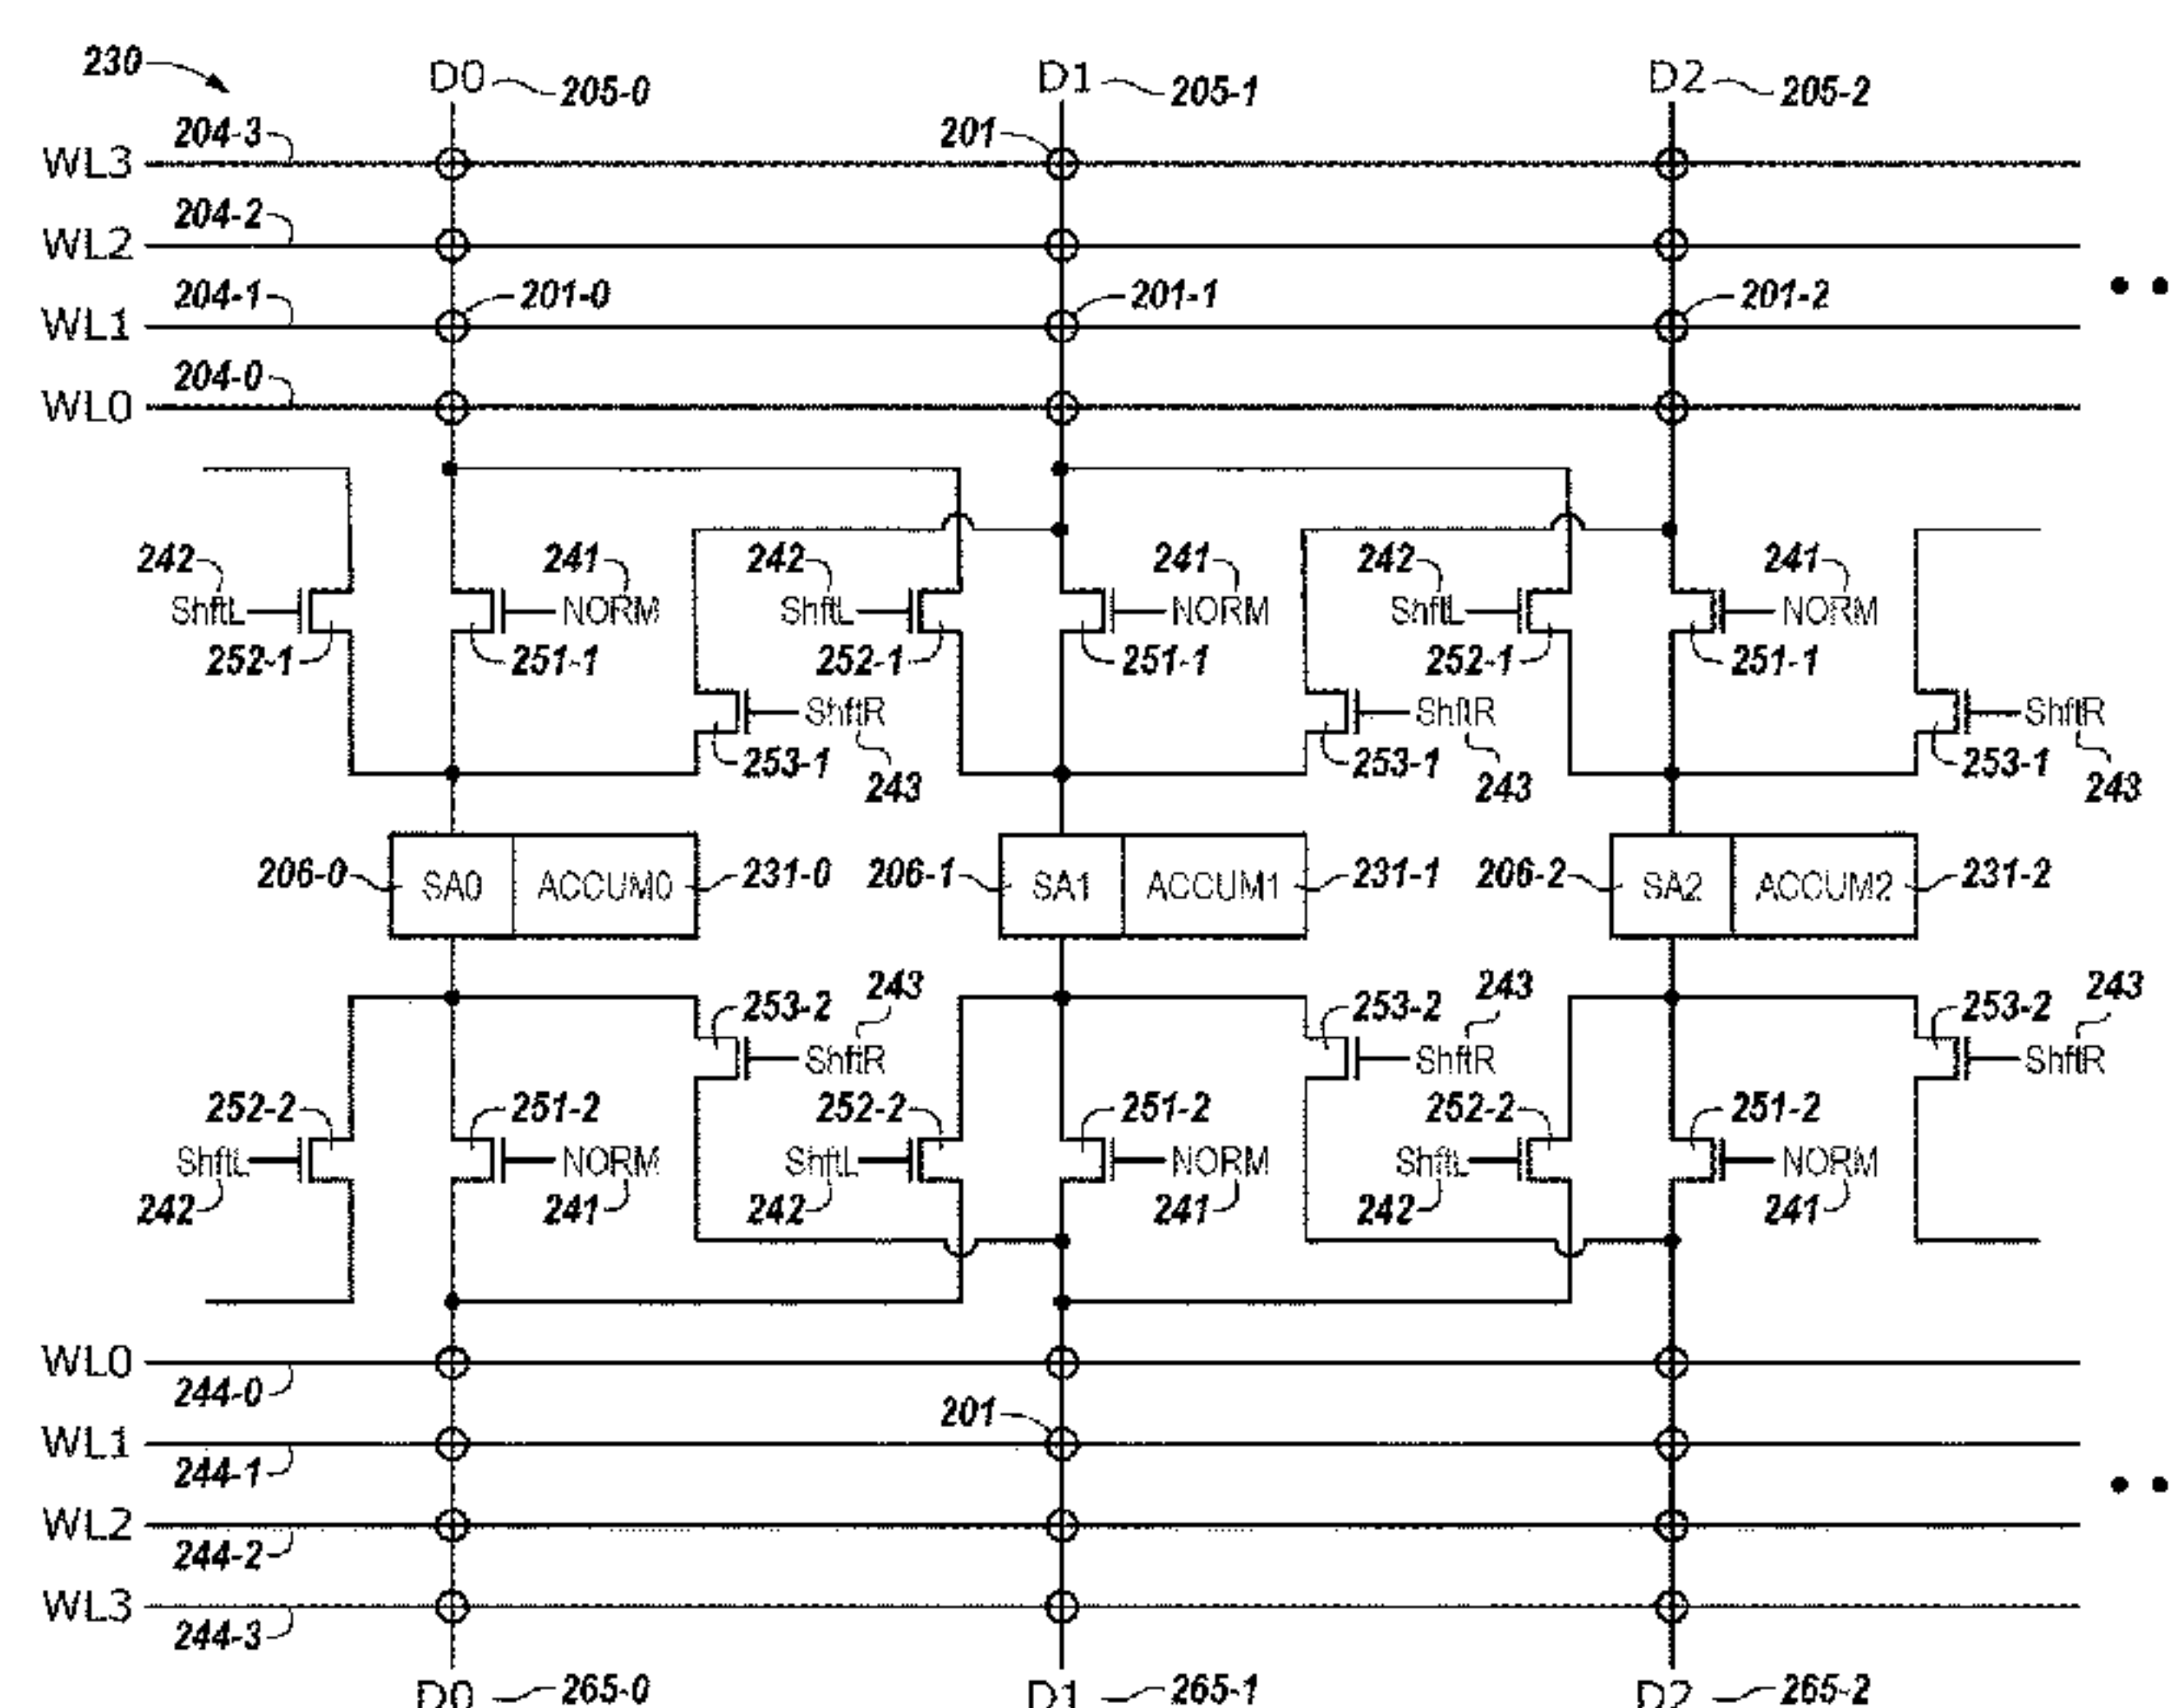 230 D0 205-0 D1 205-1 D2 205-2
204-3 201
WL3
204-2
WL2
204-1 201-0 201-1 201-2
WL1
204-0
WL0
242 241 242 241 242 241
ShftL NORM ShftL NORM ShftL NORM
252-1 251-1 252-1 251-1 252-1 251-1
ShftR ShftR ShftR
253-1 253-1 253-1
243 243 243
206-0 SA0 ACCUM0 231-0 206-1 SA1 ACCUM1 231-1 206-2 SA2 ACCUM2 231-2
243 243 243
253-2 253-2 253-2
ShftR ShftR ShftR
252-2 251-2 252-2 251-2 252-2 251-2
ShftL NORM ShftL NORM ShftL NORM
242 241 242 241 242 241
WL0
244-0
201
WL1
244-1
WL2
244-2
WL3
244-3
D0 265-0 D1 265-1 D2 265-2